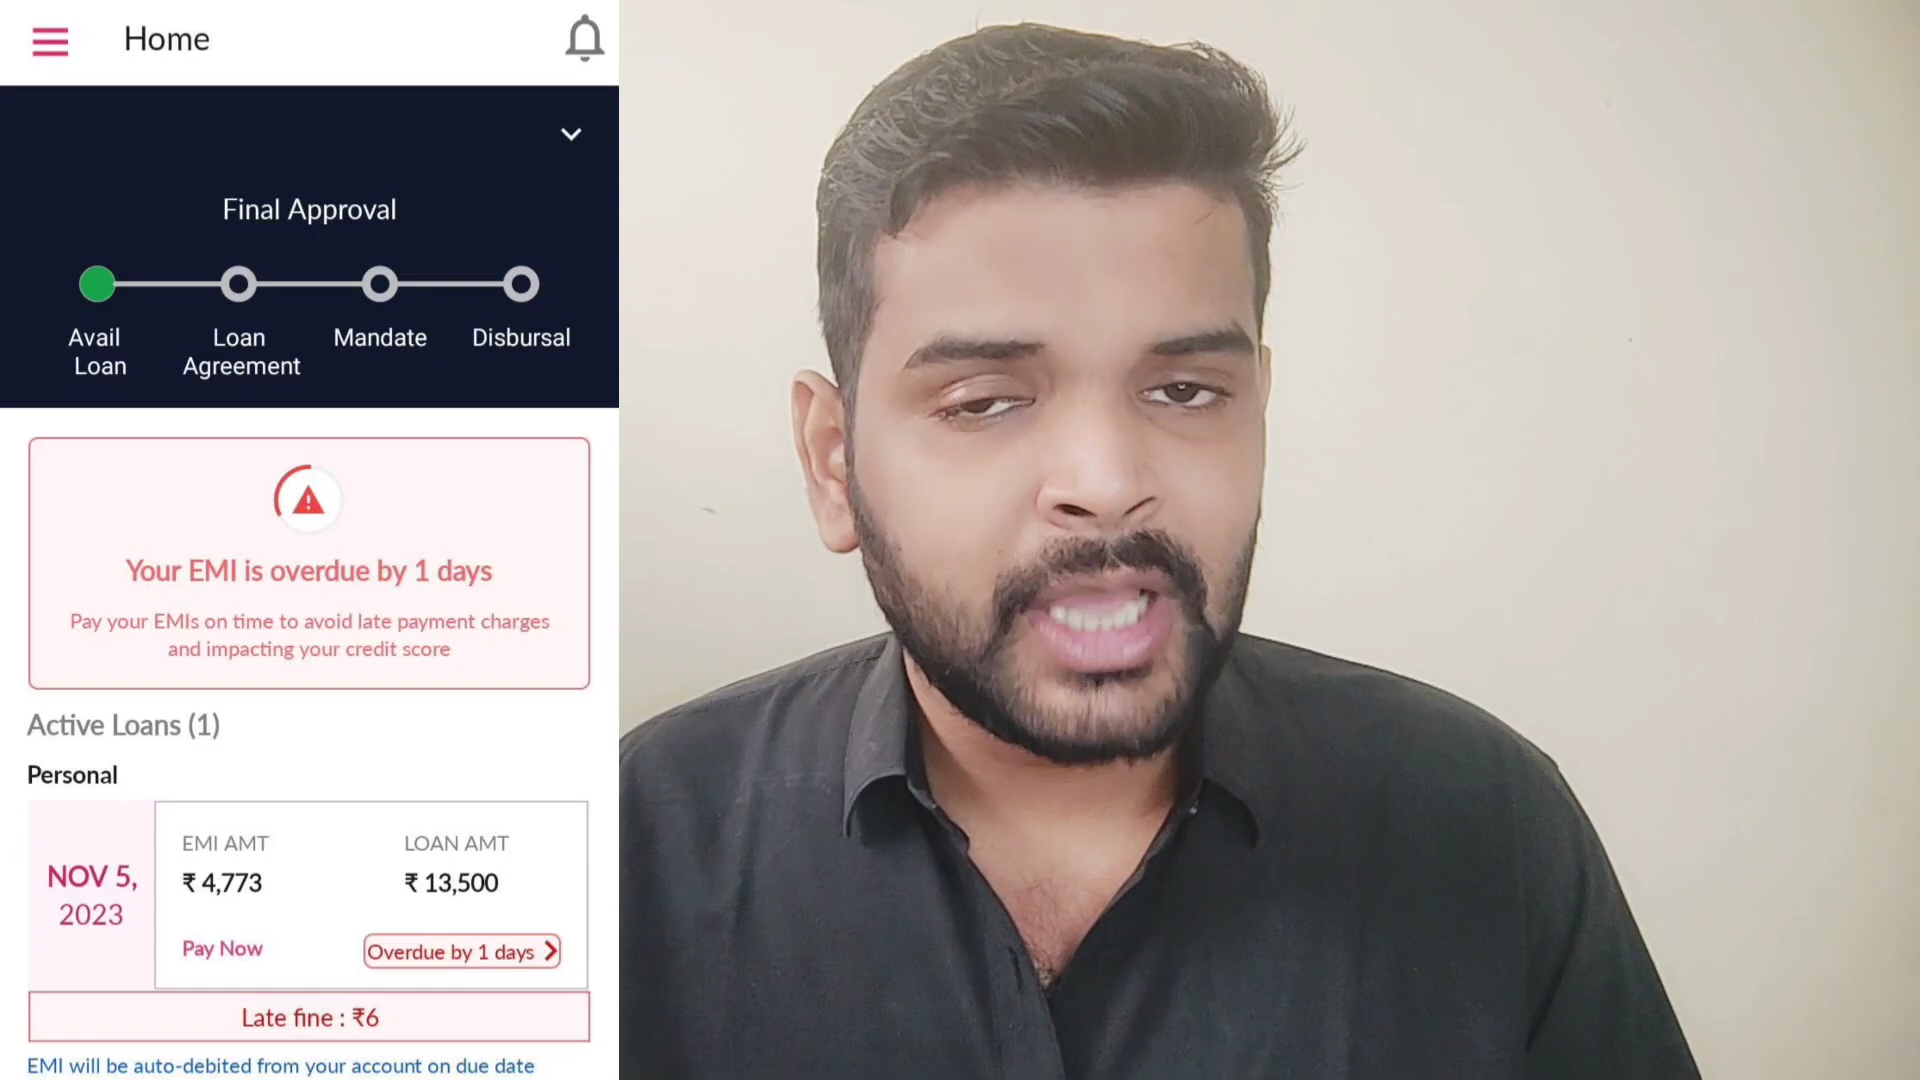 Home
Final Approval
Avail Loan
Loan Agreement
Mandate
Disbursal
Your EMI is overdue by 1 days
Pay your EMIs on time to avoid late payment charges
and impacting your credit score
Active Loans (1)
Personal
NOV 5,
2023
EMI AMT
₹ 4,773
LOAN AMT
₹ 13,500
Pay Now
Overdue by 1 days
Late fine : ₹6
EMI will be auto-debited from your account on due date